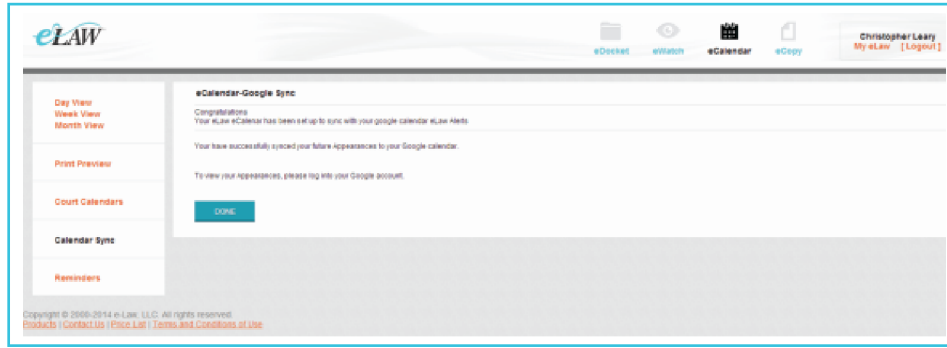 eLAW
eDocket eWatch eCalendar eCopy
Christopher Leary
My eLaw [Logout]
Day View
Week View
Month View
Print Preview
Court Calendars
Calendar Sync
Reminders
eCalendar-Google Sync
Congratulations
Your eLaw eCalenar has been set up to sync with your google calendar eLaw Alerts.
Your have successfully synced your future Appearances to your Google calendar.
To view your Appearances, please log into your Google account.
DONE
Copyright © 2000-2014 e-Law, LLC. All rights reserved.
Products | Contact Us | Price List | Terms and Conditions of Use